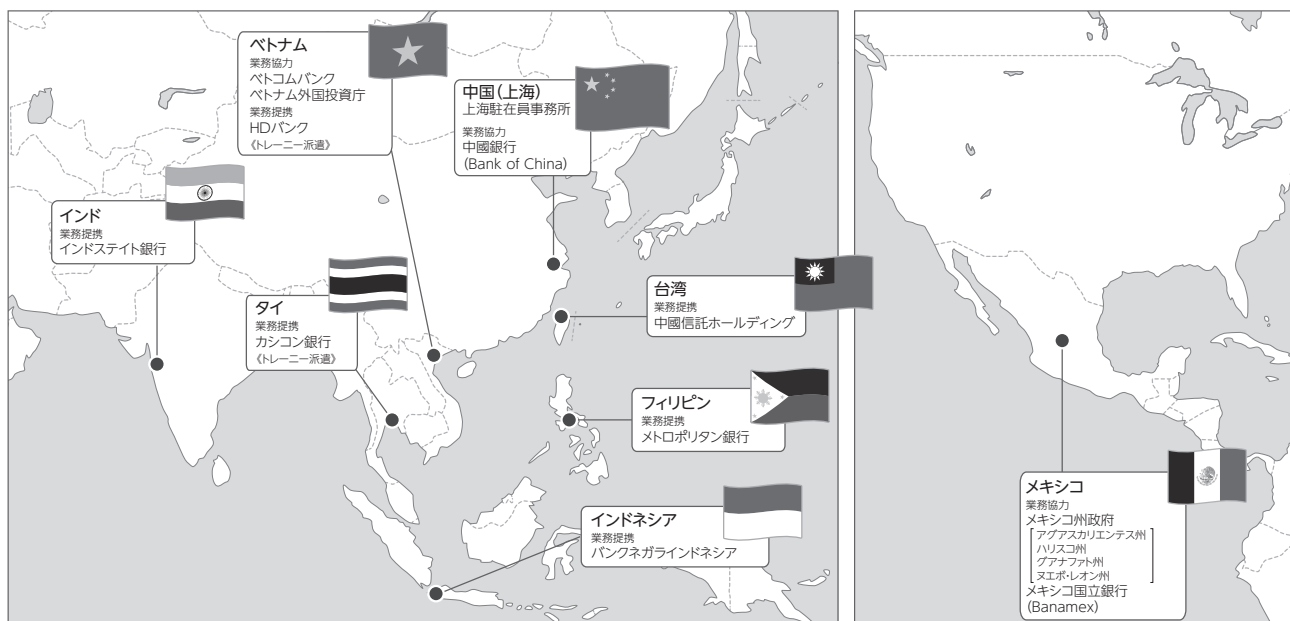 ベトナム
業務協力
ベトコムバンク
ベトナム外国投資庁
業務提携
HDバンク
《トレーニー派遣》
中国(上海)
上海駐在員事務所
業務協力
中國銀行
(Bank of China)
インド
業務提携
インドステイト銀行
タイ
業務提携
カシコン銀行
《トレーニー派遣》
台湾
業務提携
中國信託ホールディング
フィリピン
業務提携
メトロポリタン銀行
インドネシア
業務提携
バンクネガラインドネシア
メキシコ
業務協力
メキシコ州政府
アグアスカリエンテス州
ハリスコ州
グアナファト州
ヌエボ・レオン州
メキシコ国立銀行
(Banamex)